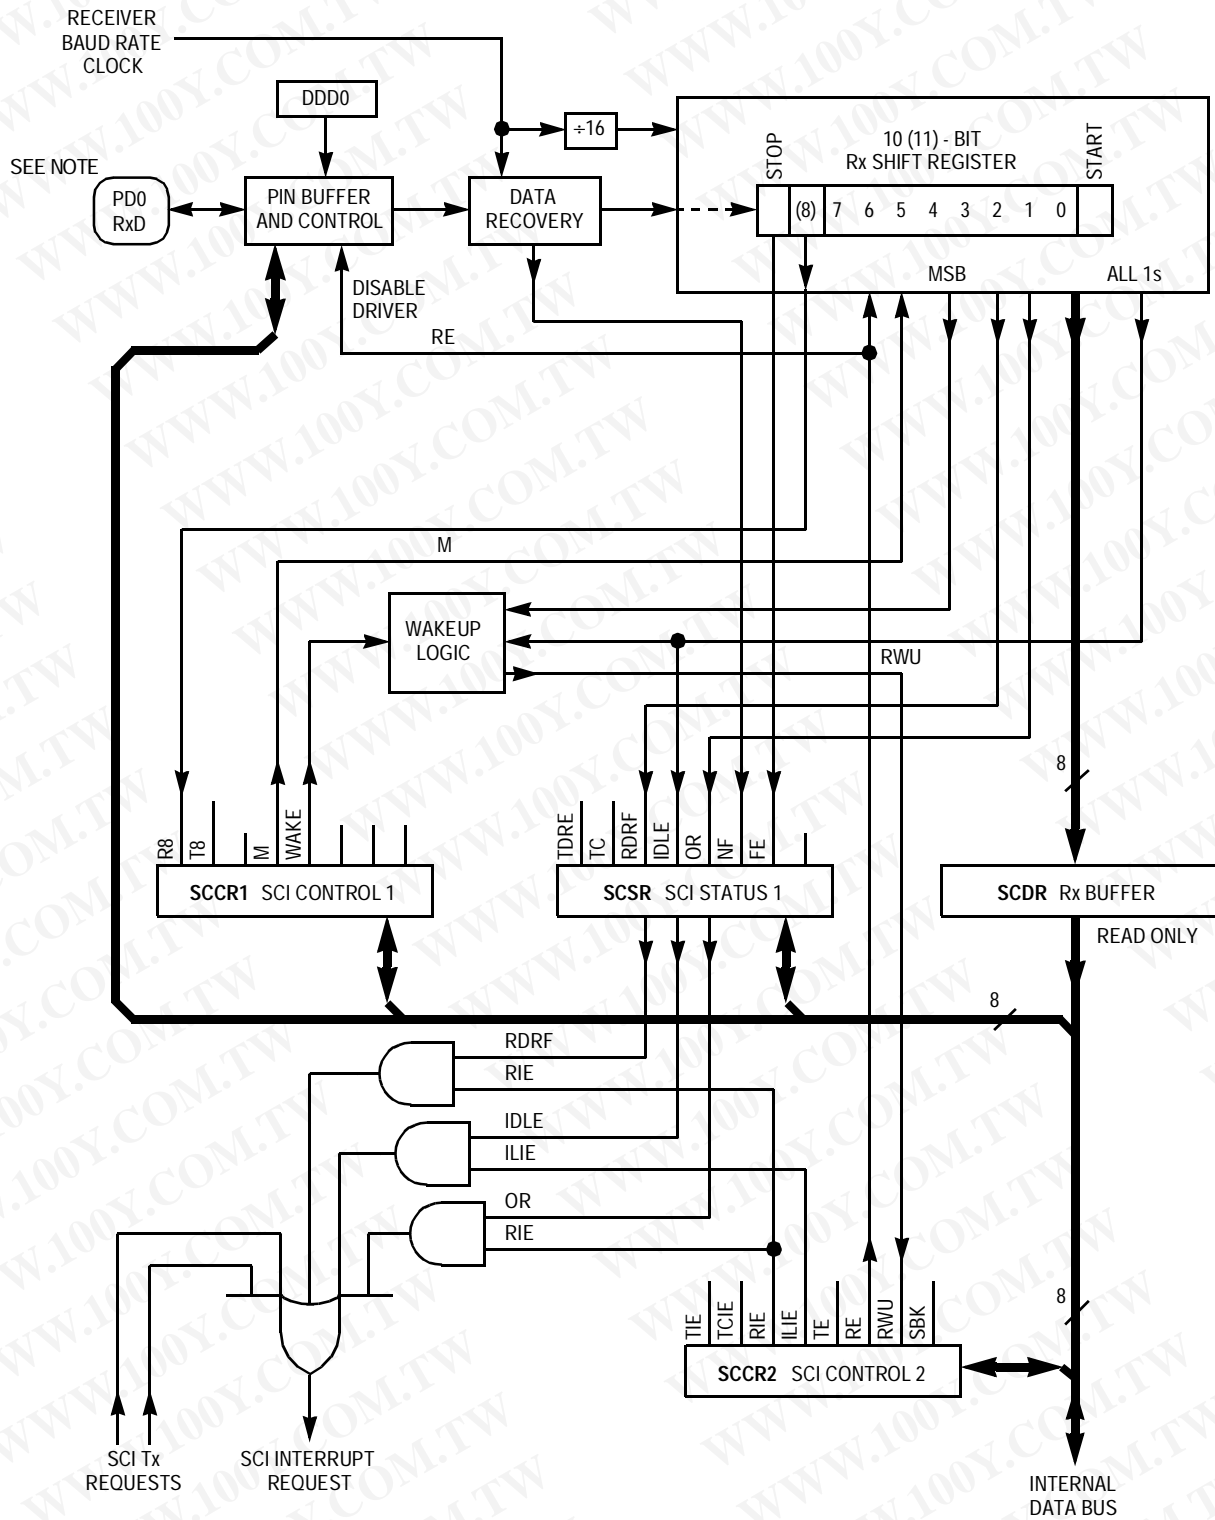 RECEIVER
BAUD RATE
CLOCK
DDD0
÷16
10 (11) - BIT
Rx SHIFT REGISTER
STOP
START
SEE NOTE
PD0
RxD
PIN BUFFER
AND CONTROL
DATA
RECOVERY
(8) 7 6 5 4 3 2 1 0
MSB
ALL 1s
DISABLE
DRIVER
RE
M
WAKEUP
LOGIC
RWU
8
R8
T8
M
WAKE
TDRE
TC
RDRF
IDLE
OR
NF
FE
SCCR1 SCI CONTROL 1
SCSR SCI STATUS 1
SCDR Rx BUFFER
READ ONLY
8
RDRF
RIE
IDLE
ILIE
OR
RIE
8
TIE
TCIE
RIE
ILIE
TE
RE
RWU
SBK
SCCR2 SCI CONTROL 2
SCI Tx
REQUESTS
SCI INTERRUPT
REQUEST
INTERNAL
DATA BUS
WWW.100Y.COM.TW